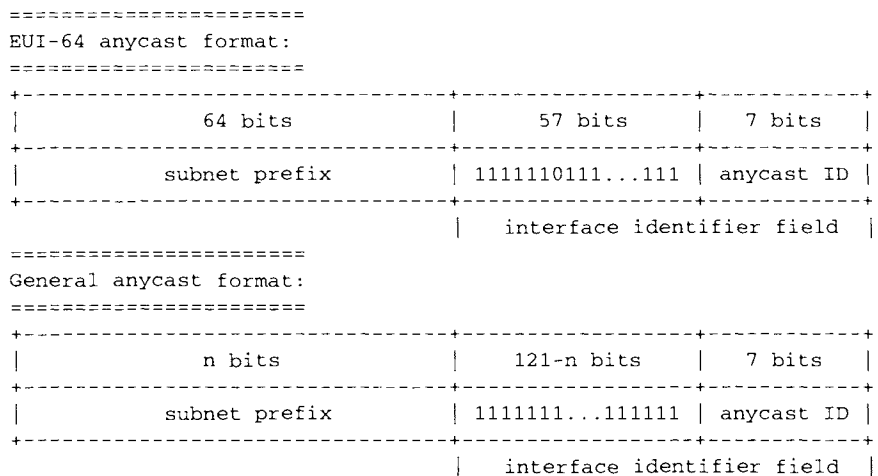 =======================
EUI-64 anycast format:
=======================
+---------------------------------+------------------+------------+
| 64 bits | 57 bits | 7 bits |
+---------------------------------+------------------+------------+
| subnet prefix | 1111110111...111 | anycast ID |
+---------------------------------+------------------+------------+
| interface identifier field |
=======================
General anycast format:
=======================
+---------------------------------+------------------+------------+
| n bits | 121-n bits | 7 bits |
+---------------------------------+------------------+------------+
| subnet prefix | 1111111...111111 | anycast ID |
+---------------------------------+------------------+------------+
| interface identifier field |